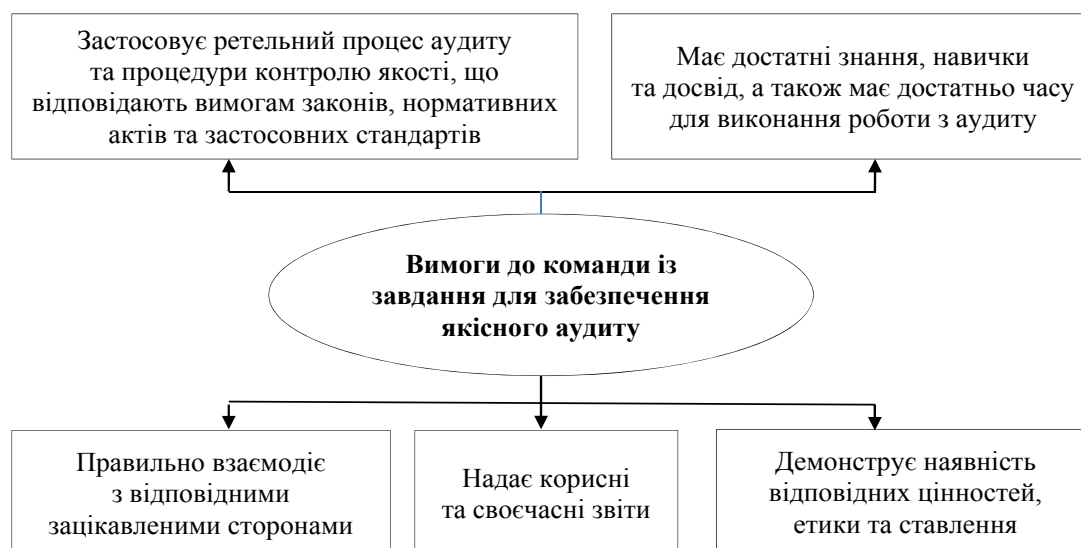 Застосовує ретельний процес аудиту
та процедури контролю якості, що
відповідають вимогам законів, нормативних
актів та застосовних стандартів
Має достатні знання, навички
та досвід, а також має достатньо часу
для виконання роботи з аудиту
Вимоги до команди із
завдання для забезпечення
якісного аудиту
Правильно взаємодіє
з відповідними
зацікавленими сторонами
Надає корисні
та своєчасні звіти
Демонструє наявність
відповідних цінностей,
етики та ставлення